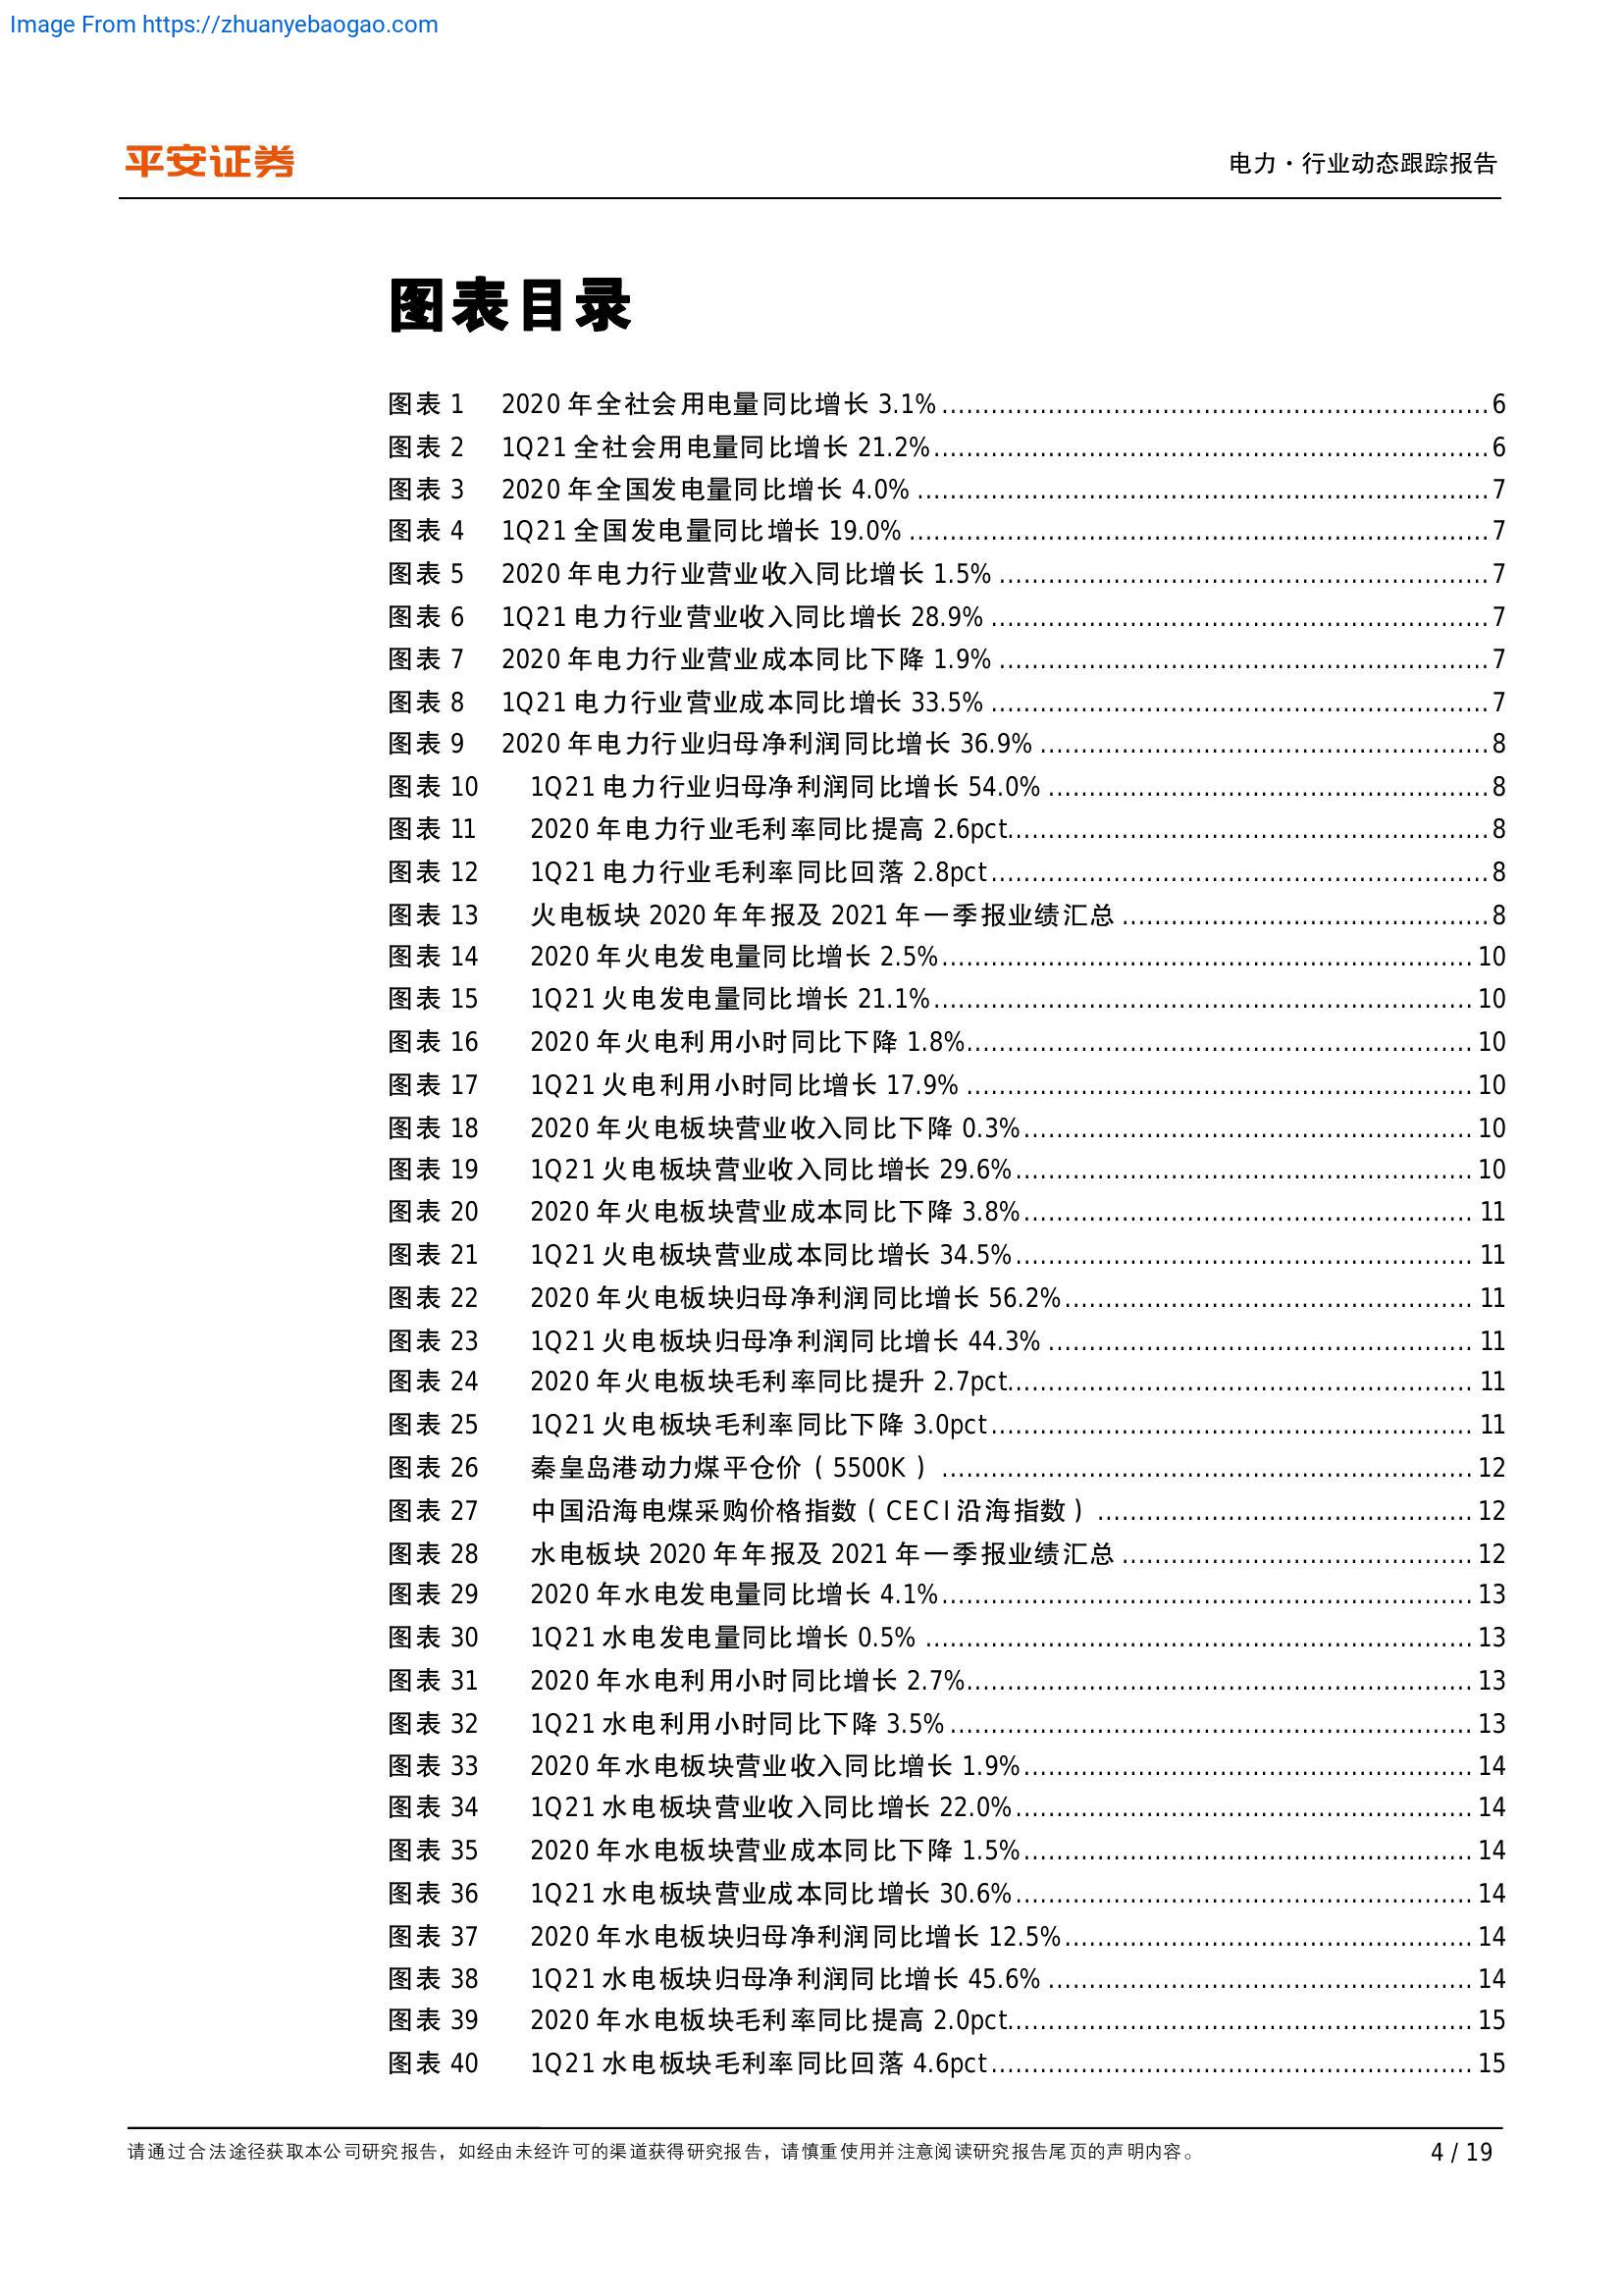 Image From https://zhuanyebaogao.com
平安证券
电力·行业动态跟踪报告
图表目录
图表 1 2020 年全社会用电量同比增长 3.1% 6
图表 2 1Q21 全社会用电量同比增长 21.2% 6
图表 3 2020 年全国发电量同比增长 4.0% 7
图表 4 1Q21 全国发电量同比增长 19.0% 7
图表 5 2020 年电力行业营业收入同比增长 1.5% 7
图表 6 1Q21 电力行业营业收入同比增长 28.9% 7
图表 7 2020 年电力行业营业成本同比下降 1.9% 7
图表 8 1Q21 电力行业营业成本同比增长 33.5% 7
图表 9 2020 年电力行业归母净利润同比增长 36.9% 8
图表 10 1Q21 电力行业归母净利润同比增长 54.0% 8
图表 11 2020 年电力行业毛利率同比提高 2.6pct 8
图表 12 1Q21 电力行业毛利率同比回落 2.8pct 8
图表 13 火电板块 2020 年年报及 2021 年一季报业绩汇总 8
图表 14 2020 年火电发电量同比增长 2.5% 10
图表 15 1Q21 火电发电量同比增长 21.1% 10
图表 16 2020 年火电利用小时同比下降 1.8% 10
图表 17 1Q21 火电利用小时同比增长 17.9% 10
图表 18 2020 年火电板块营业收入同比下降 0.3% 10
图表 19 1Q21 火电板块营业收入同比增长 29.6% 10
图表 20 2020 年火电板块营业成本同比下降 3.8% 11
图表 21 1Q21 火电板块营业成本同比增长 34.5% 11
图表 22 2020 年火电板块归母净利润同比增长 56.2% 11
图表 23 1Q21 火电板块归母净利润同比增长 44.3% 11
图表 24 2020 年火电板块毛利率同比提升 2.7pct 11
图表 25 1Q21 火电板块毛利率同比下降 3.0pct 11
图表 26 秦皇岛港动力煤平仓价（5500K） 12
图表 27 中国沿海电煤采购价格指数（CECI沿海指数） 12
图表 28 水电板块 2020 年年报及 2021 年一季报业绩汇总 12
图表 29 2020 年水电发电量同比增长 4.1% 13
图表 30 1Q21 水电发电量同比增长 0.5% 13
图表 31 2020 年水电利用小时同比增长 2.7% 13
图表 32 1Q21 水电利用小时同比下降 3.5% 13
图表 33 2020 年水电板块营业收入同比增长 1.9% 14
图表 34 1Q21 水电板块营业收入同比增长 22.0% 14
图表 35 2020 年水电板块营业成本同比下降 1.5% 14
图表 36 1Q21 水电板块营业成本同比增长 30.6% 14
图表 37 2020 年水电板块归母净利润同比增长 12.5% 14
图表 38 1Q21 水电板块归母净利润同比增长 45.6% 14
图表 39 2020 年水电板块毛利率同比提高 2.0pct 15
图表 40 1Q21 水电板块毛利率同比回落 4.6pct 15
请通过合法途径获取本公司研究报告，如经由未经许可的渠道获得研究报告，请慎重使用并注意阅读研究报告尾页的声明内容。 4 / 19